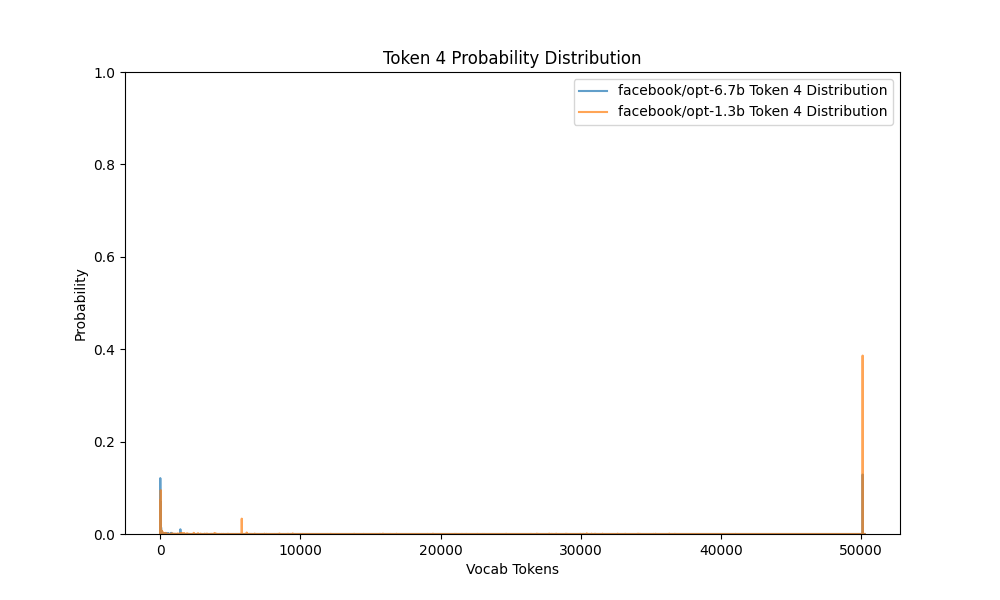 Token 4 Probability Distribution
facebook/opt-6.7b Token 4 Distribution
facebook/opt-1.3b Token 4 Distribution
Probability
1.0
0.8
0.6
0.4
0.2
0.0
0 10000 20000 30000 40000 50000
Vocab Tokens